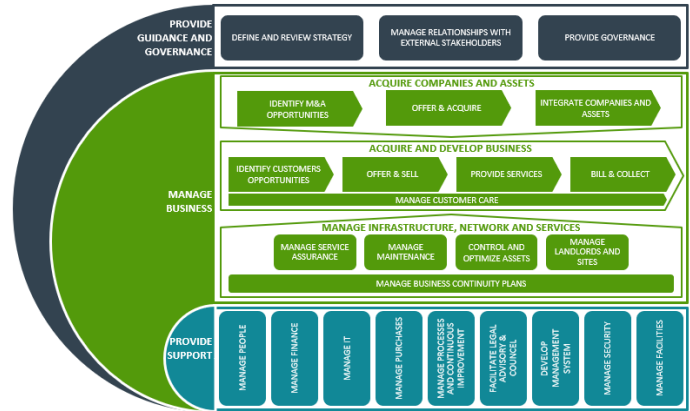 PROVIDE
GUIDANCE AND
GOVERNANCE
DEFINE AND REVIEW STRATEGY
MANAGE RELATIONSHIPS WITH
EXTERNAL STAKEHOLDERS
PROVIDE GOVERNANCE
MANAGE
BUSINESS
ACQUIRE COMPANIES AND ASSETS
IDENTIFY M&A
OPPORTUNITIES
OFFER & ACQUIRE
INTEGRATE COMPANIES AND
ASSETS
ACQUIRE AND DEVELOP BUSINESS
IDENTIFY CUSTOMERS
OPPORTUNITIES
OFFER & SELL
PROVIDE SERVICES
BILL & COLLECT
MANAGE CUSTOMER CARE
MANAGE INFRASTRUCTURE, NETWORK AND SERVICES
MANAGE SERVICE
ASSURANCE
MANAGE
MAINTENANCE
CONTROL AND
OPTIMIZE ASSETS
MANAGE
LANDLORDS AND
SITES
MANAGE BUSINESS CONTINUITY PLANS
PROVIDE
SUPPORT
MANAGE PEOPLE
MANAGE FINANCE
MANAGE IT
MANAGE PURCHASES
MANAGE PROCESSES
AND CONTINUOUS
IMPROVEMENT
FACILITATE LEGAL
ADVISORY &
COUNCEL
DEVELOP
MANAGEMENT
SYSTEM
MANAGE SECURITY
MANAGE FACILITIES